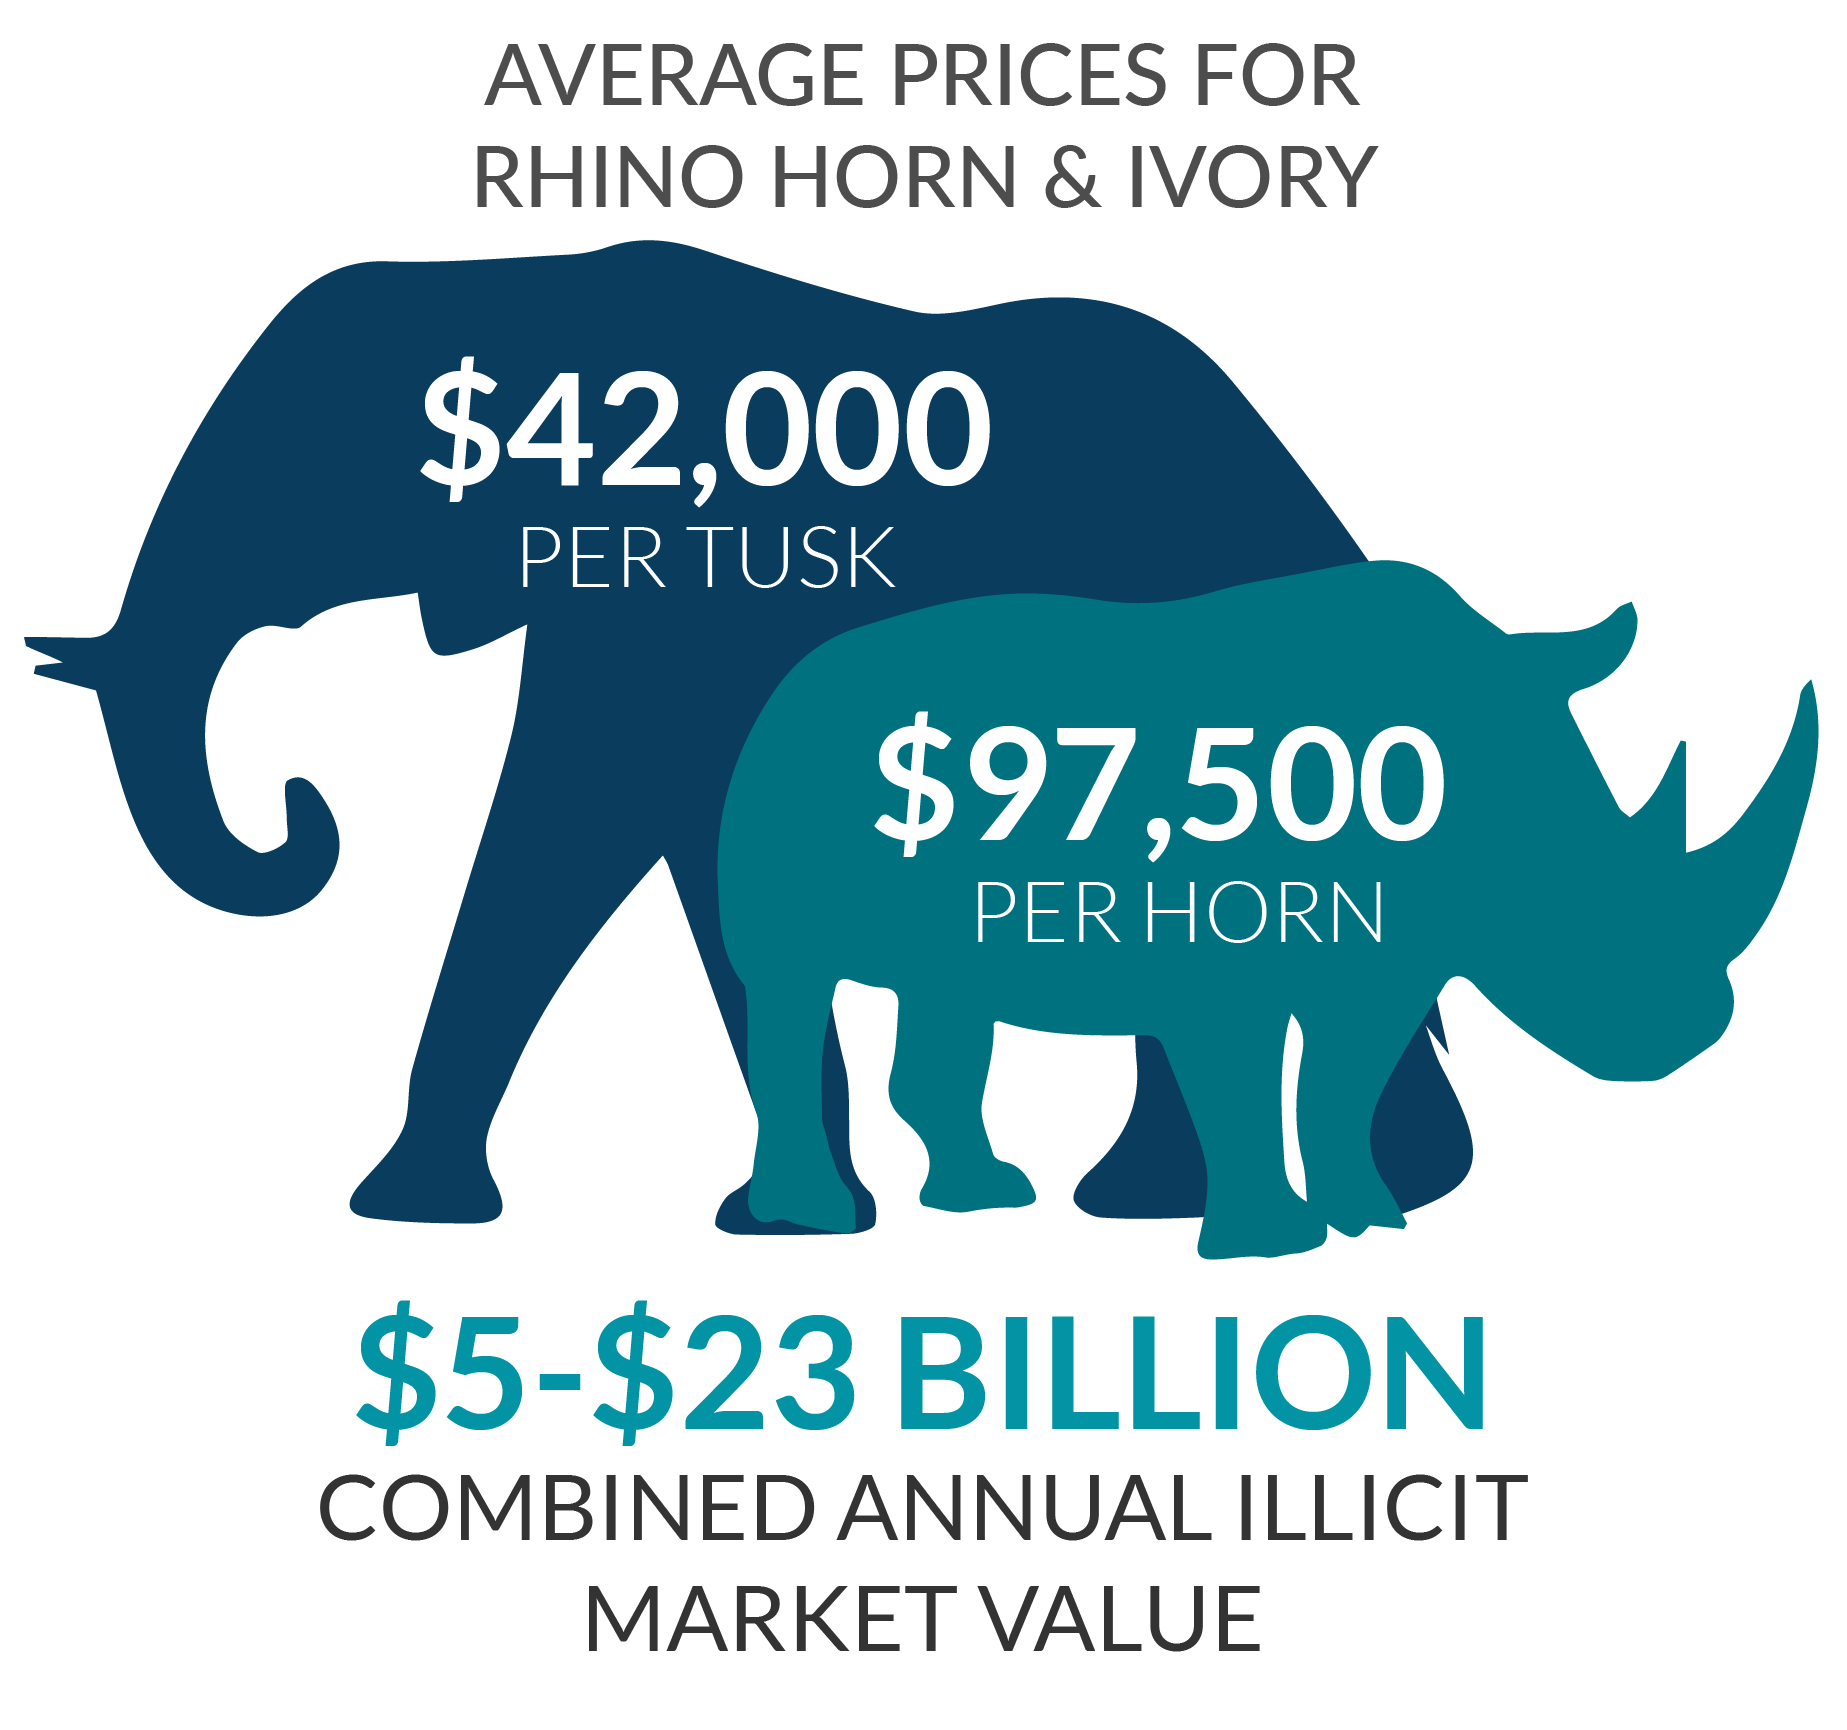 AVERAGE PRICES FOR
RHINO HORN & IVORY
$42,000
PER TUSK
$97,500
PER HORN
$5-$23 BILLION
COMBINED ANNUAL ILLICIT
MARKET VALUE